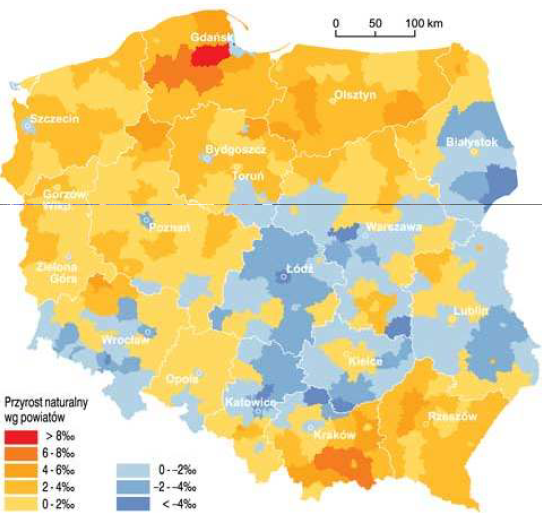 0 50 100 km
Gdańsk
Olsztyn
Szczecin
Białystok
Bydgoszcz
Toruń
Gorzów
Wlkp.
Poznań
Warszawa
Zielona
Góra
Łódź
Lublin
Wrocław
Kielce
Opole
Katowice
Kraków
Rzeszów
Przyrost naturalny
wg powiatów
> 8‰
6 - 8‰
4 - 6‰
2 - 4‰
0 - 2‰
0 - -2‰
-2 - -4‰
< -4‰